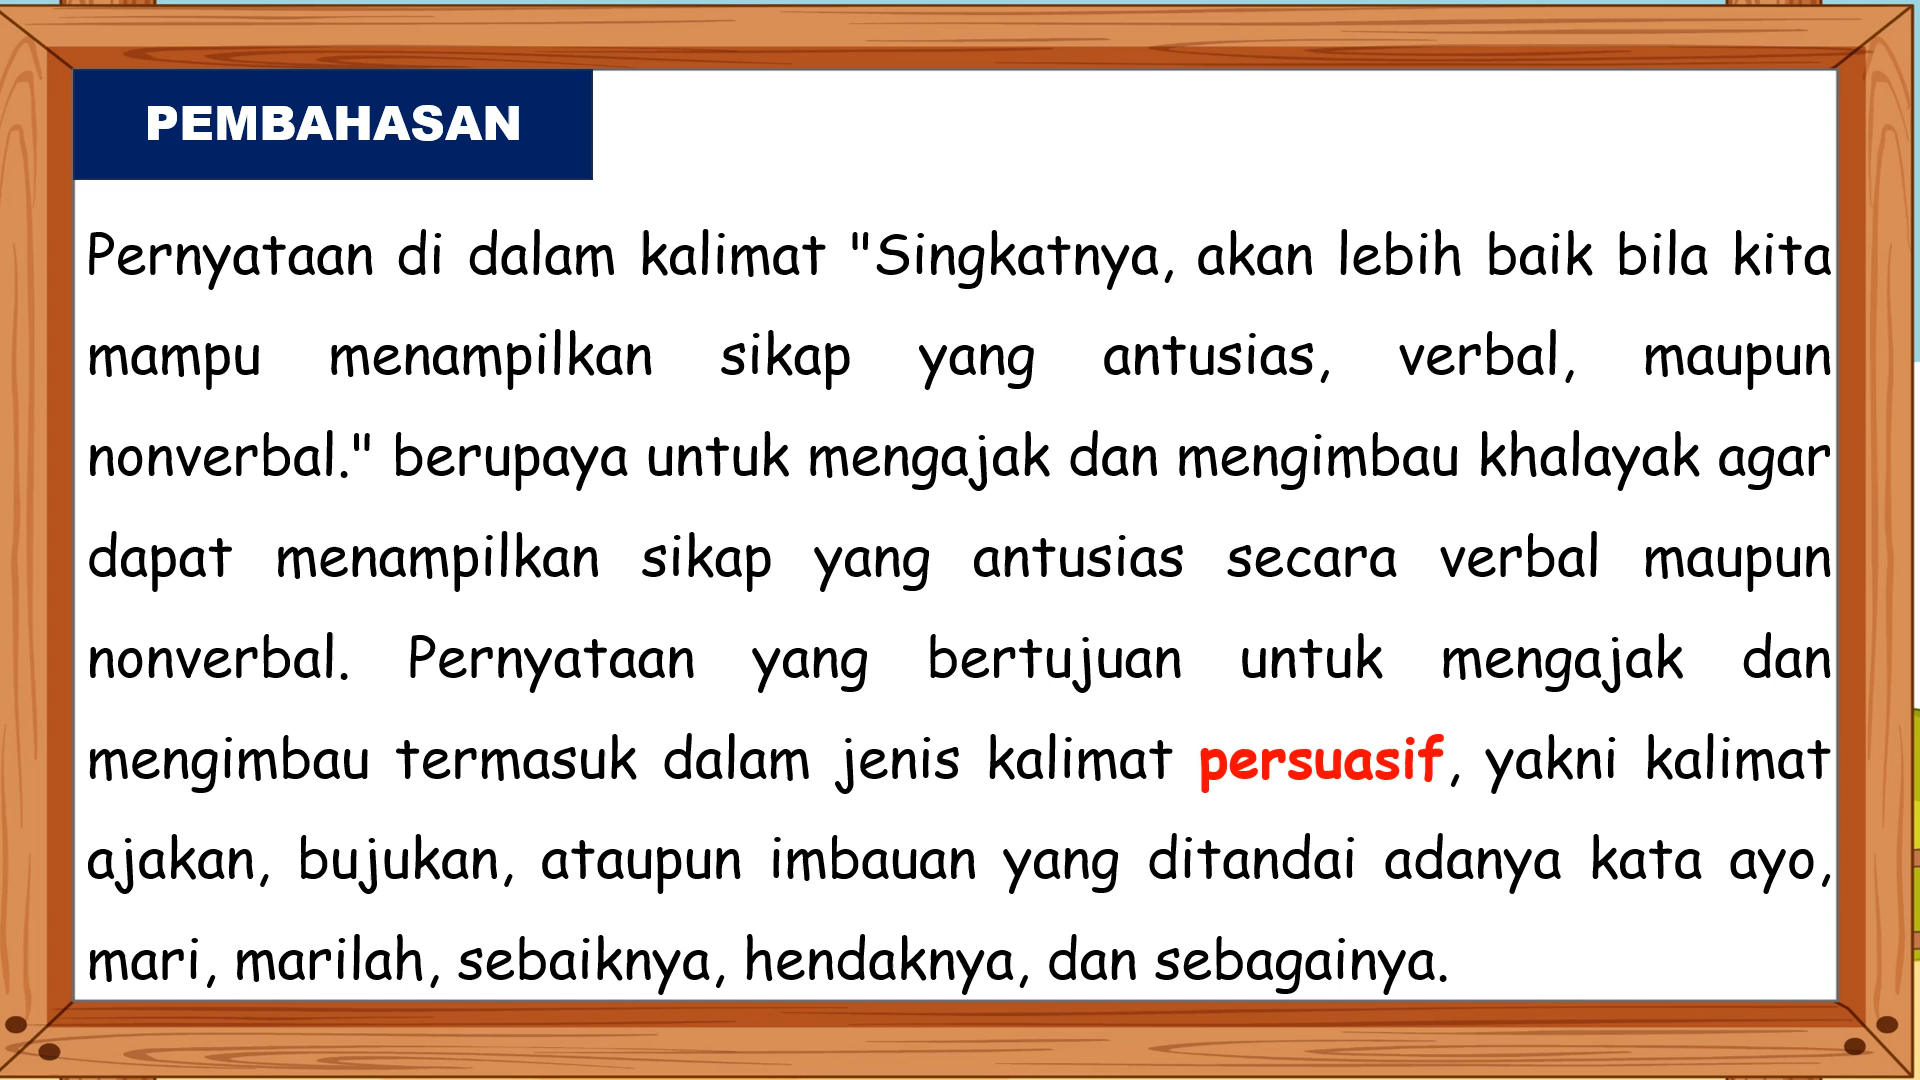 PEMBAHASAN
Pernyataan di dalam kalimat "Singkatnya, akan lebih baik bila kita
mampu menampilkan sikap yang antusias, verbal, maupun
nonverbal." berupaya untuk mengajak dan mengimbau khalayak agar
dapat menampilkan sikap yang antusias secara verbal maupun
nonverbal. Pernyataan yang bertujuan untuk mengajak dan
mengimbau termasuk dalam jenis kalimat persuasif, yakni kalimat
ajakan, bujukan, ataupun imbauan yang ditandai adanya kata ayo,
mari, marilah, sebaiknya, hendaknya, dan sebagainya.